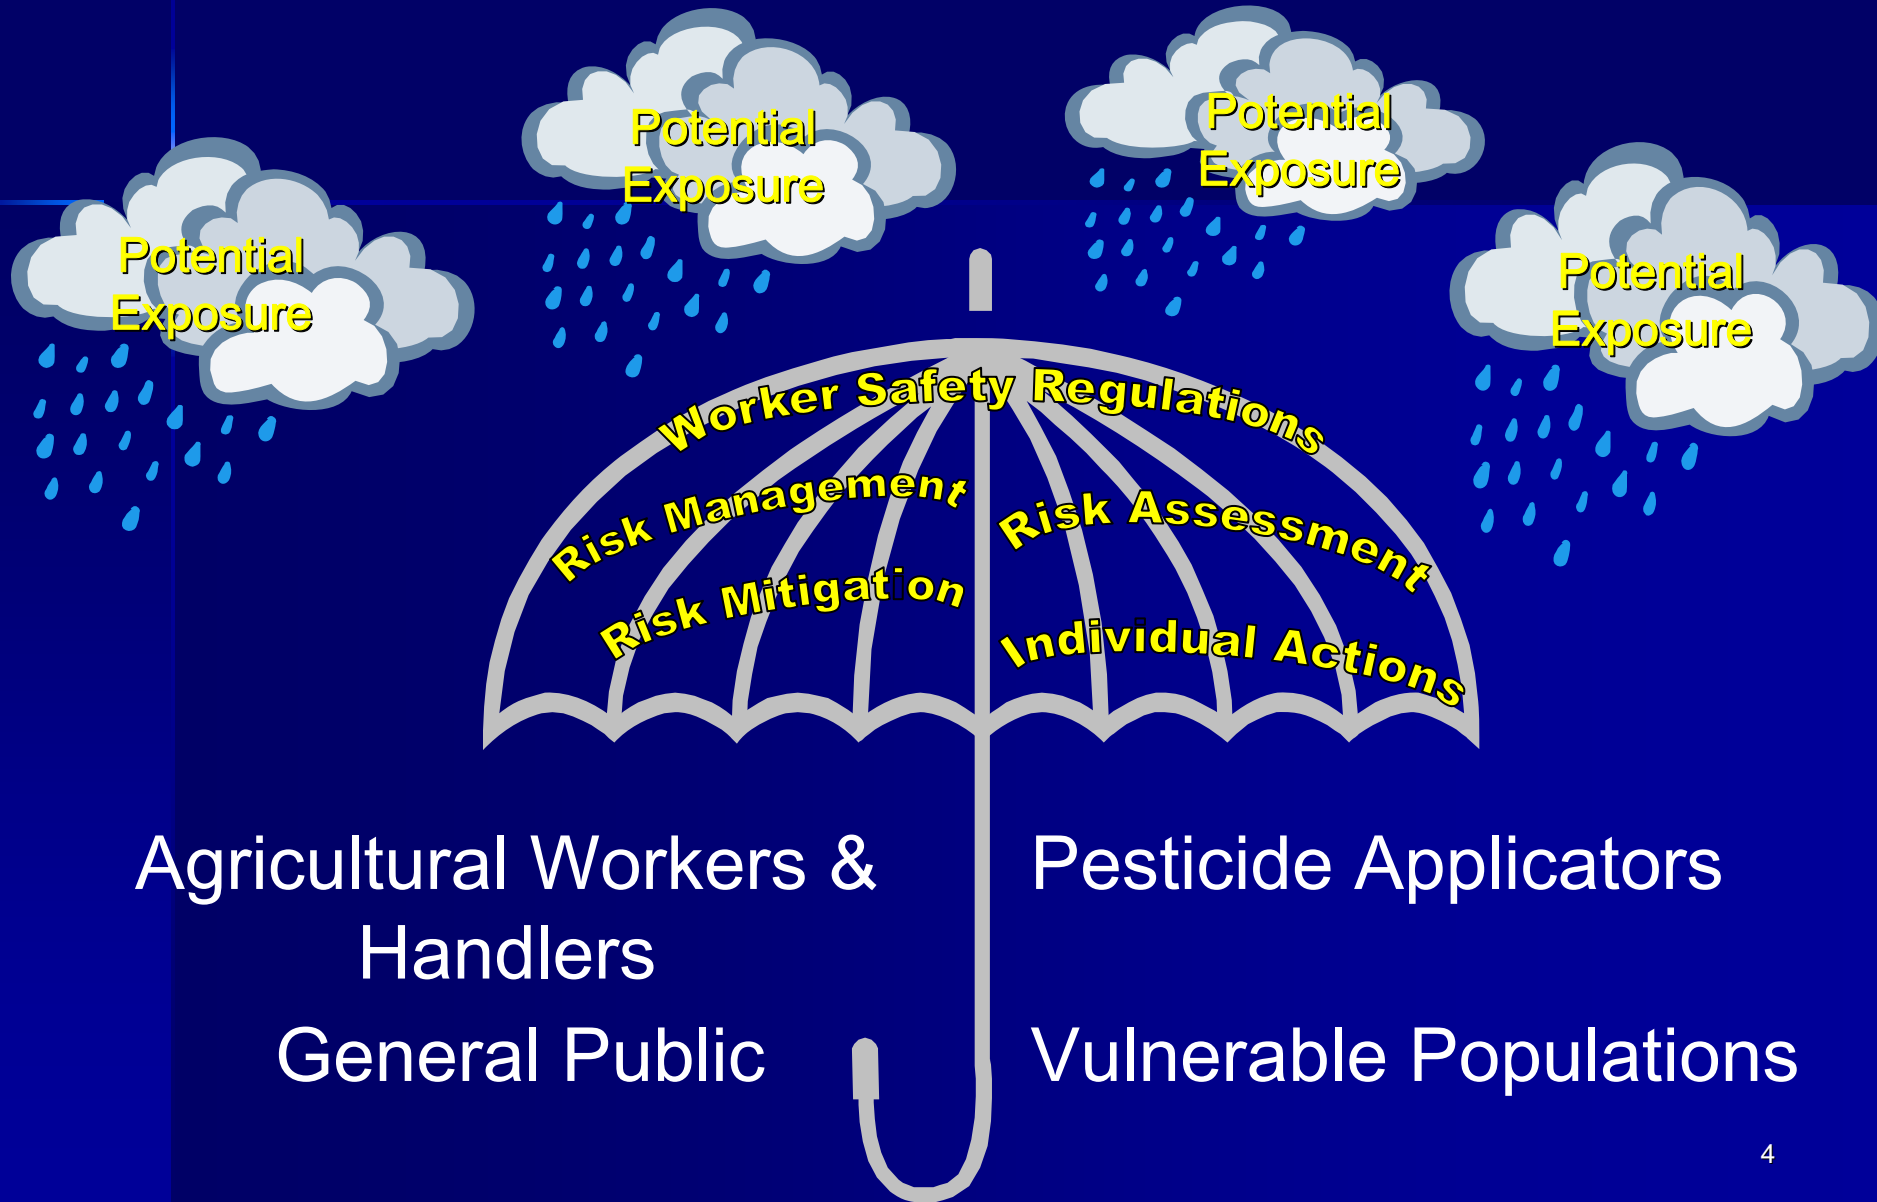 Potential
Exposure
Potential
Exposure
Potential
Exposure
Potential
Exposure
Worker Safety Regulations
Risk Management
Risk Assessment
Risk Mitigation
Individual Actions
Agricultural Workers &
Handlers
Pesticide Applicators
General Public
Vulnerable Populations
4